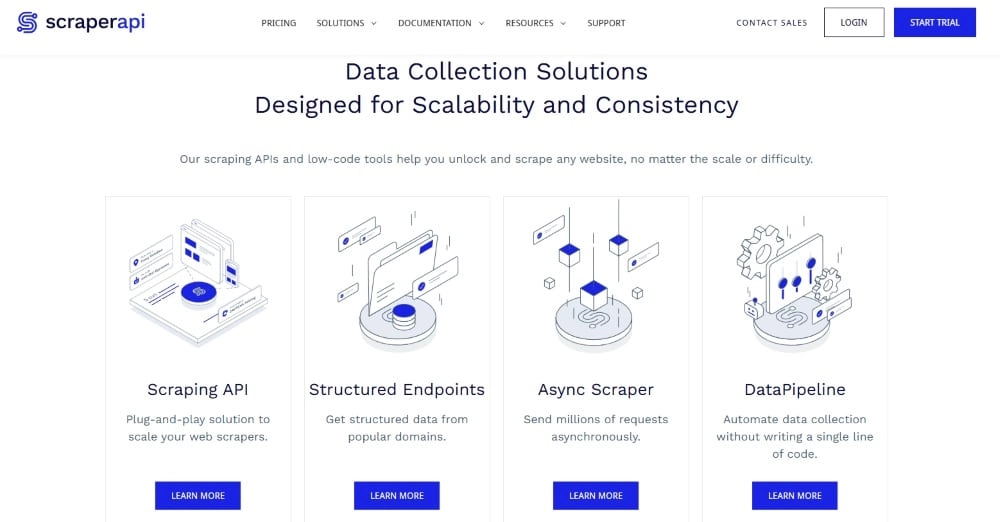 scraperapi
PRICING
SOLUTIONS
DOCUMENTATION
RESOURCES
SUPPORT
CONTACT SALES
LOGIN
START TRIAL
Data Collection Solutions
Designed for Scalability and Consistency
Our scraping APIs and low-code tools help you unlock and scrape any website, no matter the scale or difficulty.
Scraping API
Plug-and-play solution to
scale your web scrapers.
LEARN MORE
Structured Endpoints
Get structured data from
popular domains.
LEARN MORE
Async Scraper
Send millions of requests
asynchronously.
LEARN MORE
DataPipeline
Automate data collection
without writing a single line
of code.
LEARN MORE